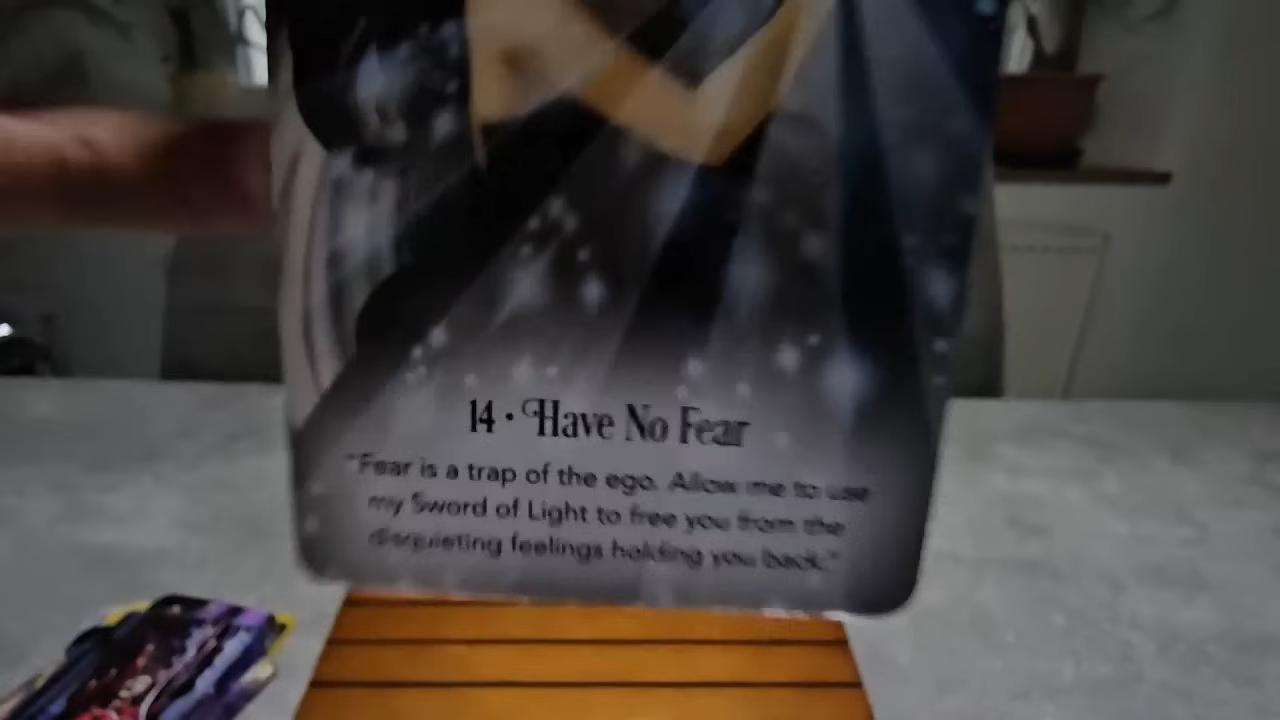 14 • Have No Fear
"Fear is a trap of the ego. Allow me to use
my Sword of Light to free you from the
disquieting feelings holding you back."